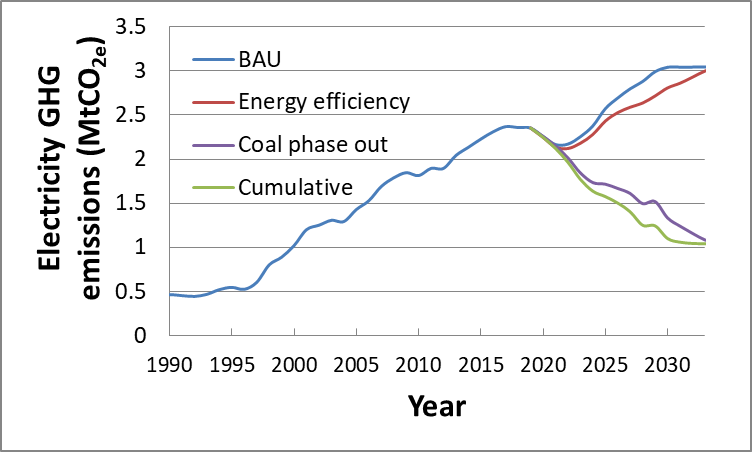 Electricity GHG
emissions (MtCO2e)
3.5
3
2.5
2
1.5
1
0.5
0
BAU
Energy efficiency
Coal phase out
Cumulative
1990 1995 2000 2005 2010 2015 2020 2025 2030
Year